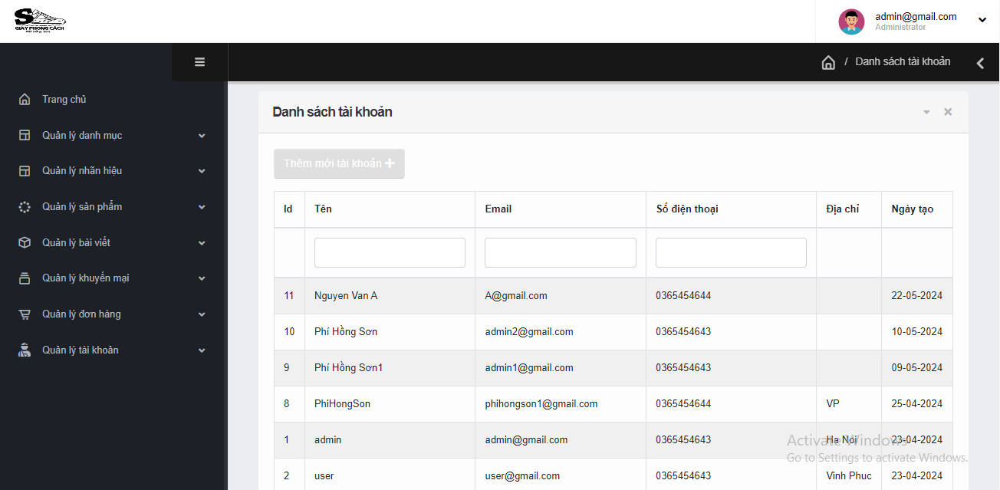 S
GIÀY PHONG CÁCH
admin@gmail.com
Administrator
/ Danh sách tài khoản
Trang chủ
Quản lý danh mục
Quản lý nhãn hiệu
Quản lý sản phẩm
Quản lý bài viết
Quản lý khuyến mại
Quản lý đơn hàng
Quản lý tài khoản
Danh sách tài khoản
Thêm mới tài khoản
Id Tên Email Số điện thoại Địa chỉ Ngày tạo
11 Nguyen Van A A@gmail.com 0365454644 22-05-2024
10 Phí Hồng Sơn admin2@gmail.com 0365454643 10-05-2024
9 Phí Hồng Sơn1 admin1@gmail.com 0365454643 09-05-2024
8 PhiHongSon phihongson1@gmail.com 0365454644 VP 25-04-2024
1 admin admin@gmail.com 0365454643 Ha Nôi 23-04-2024
2 user user@gmail.com 0365454643 Vinh Phuc 23-04-2024
Activate Windows
Go to Settings to activate Windows.